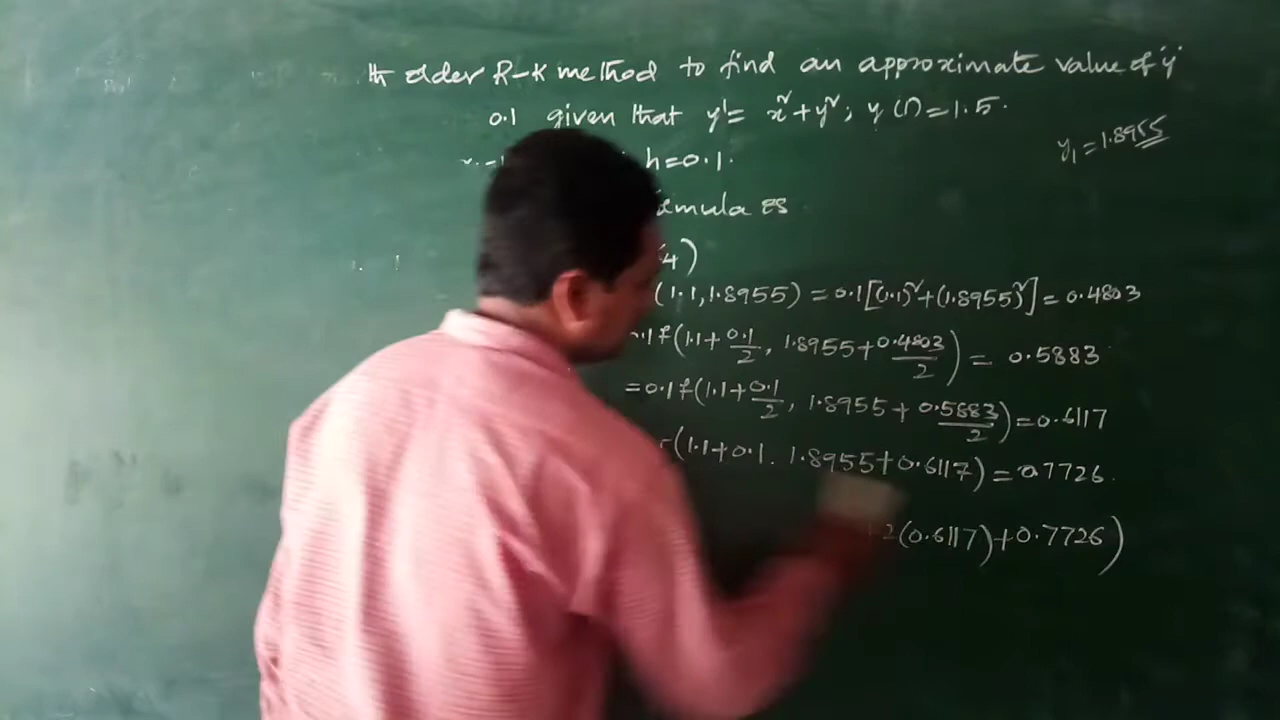 th order R-K method to find an approximate value of y
0.1 given that y' = x² + y²; y(1) = 1.5.
y₁ = 1.8955
h = 0.1.
is
4)
(1.1, 1.8955) = 0.1[(1.1)² + (1.8955)²] = 0.4803
f(1.1 + 0.1/2, 1.8955 + 0.4803/2) = 0.5883
= 0.1 f(1.1 + 0.1/2, 1.8955 + 0.5883/2) = 0.6117
(1.1 + 0.1, 1.8955 + 0.6117) = 0.7726.
+ 2(0.6117) + 0.7726)